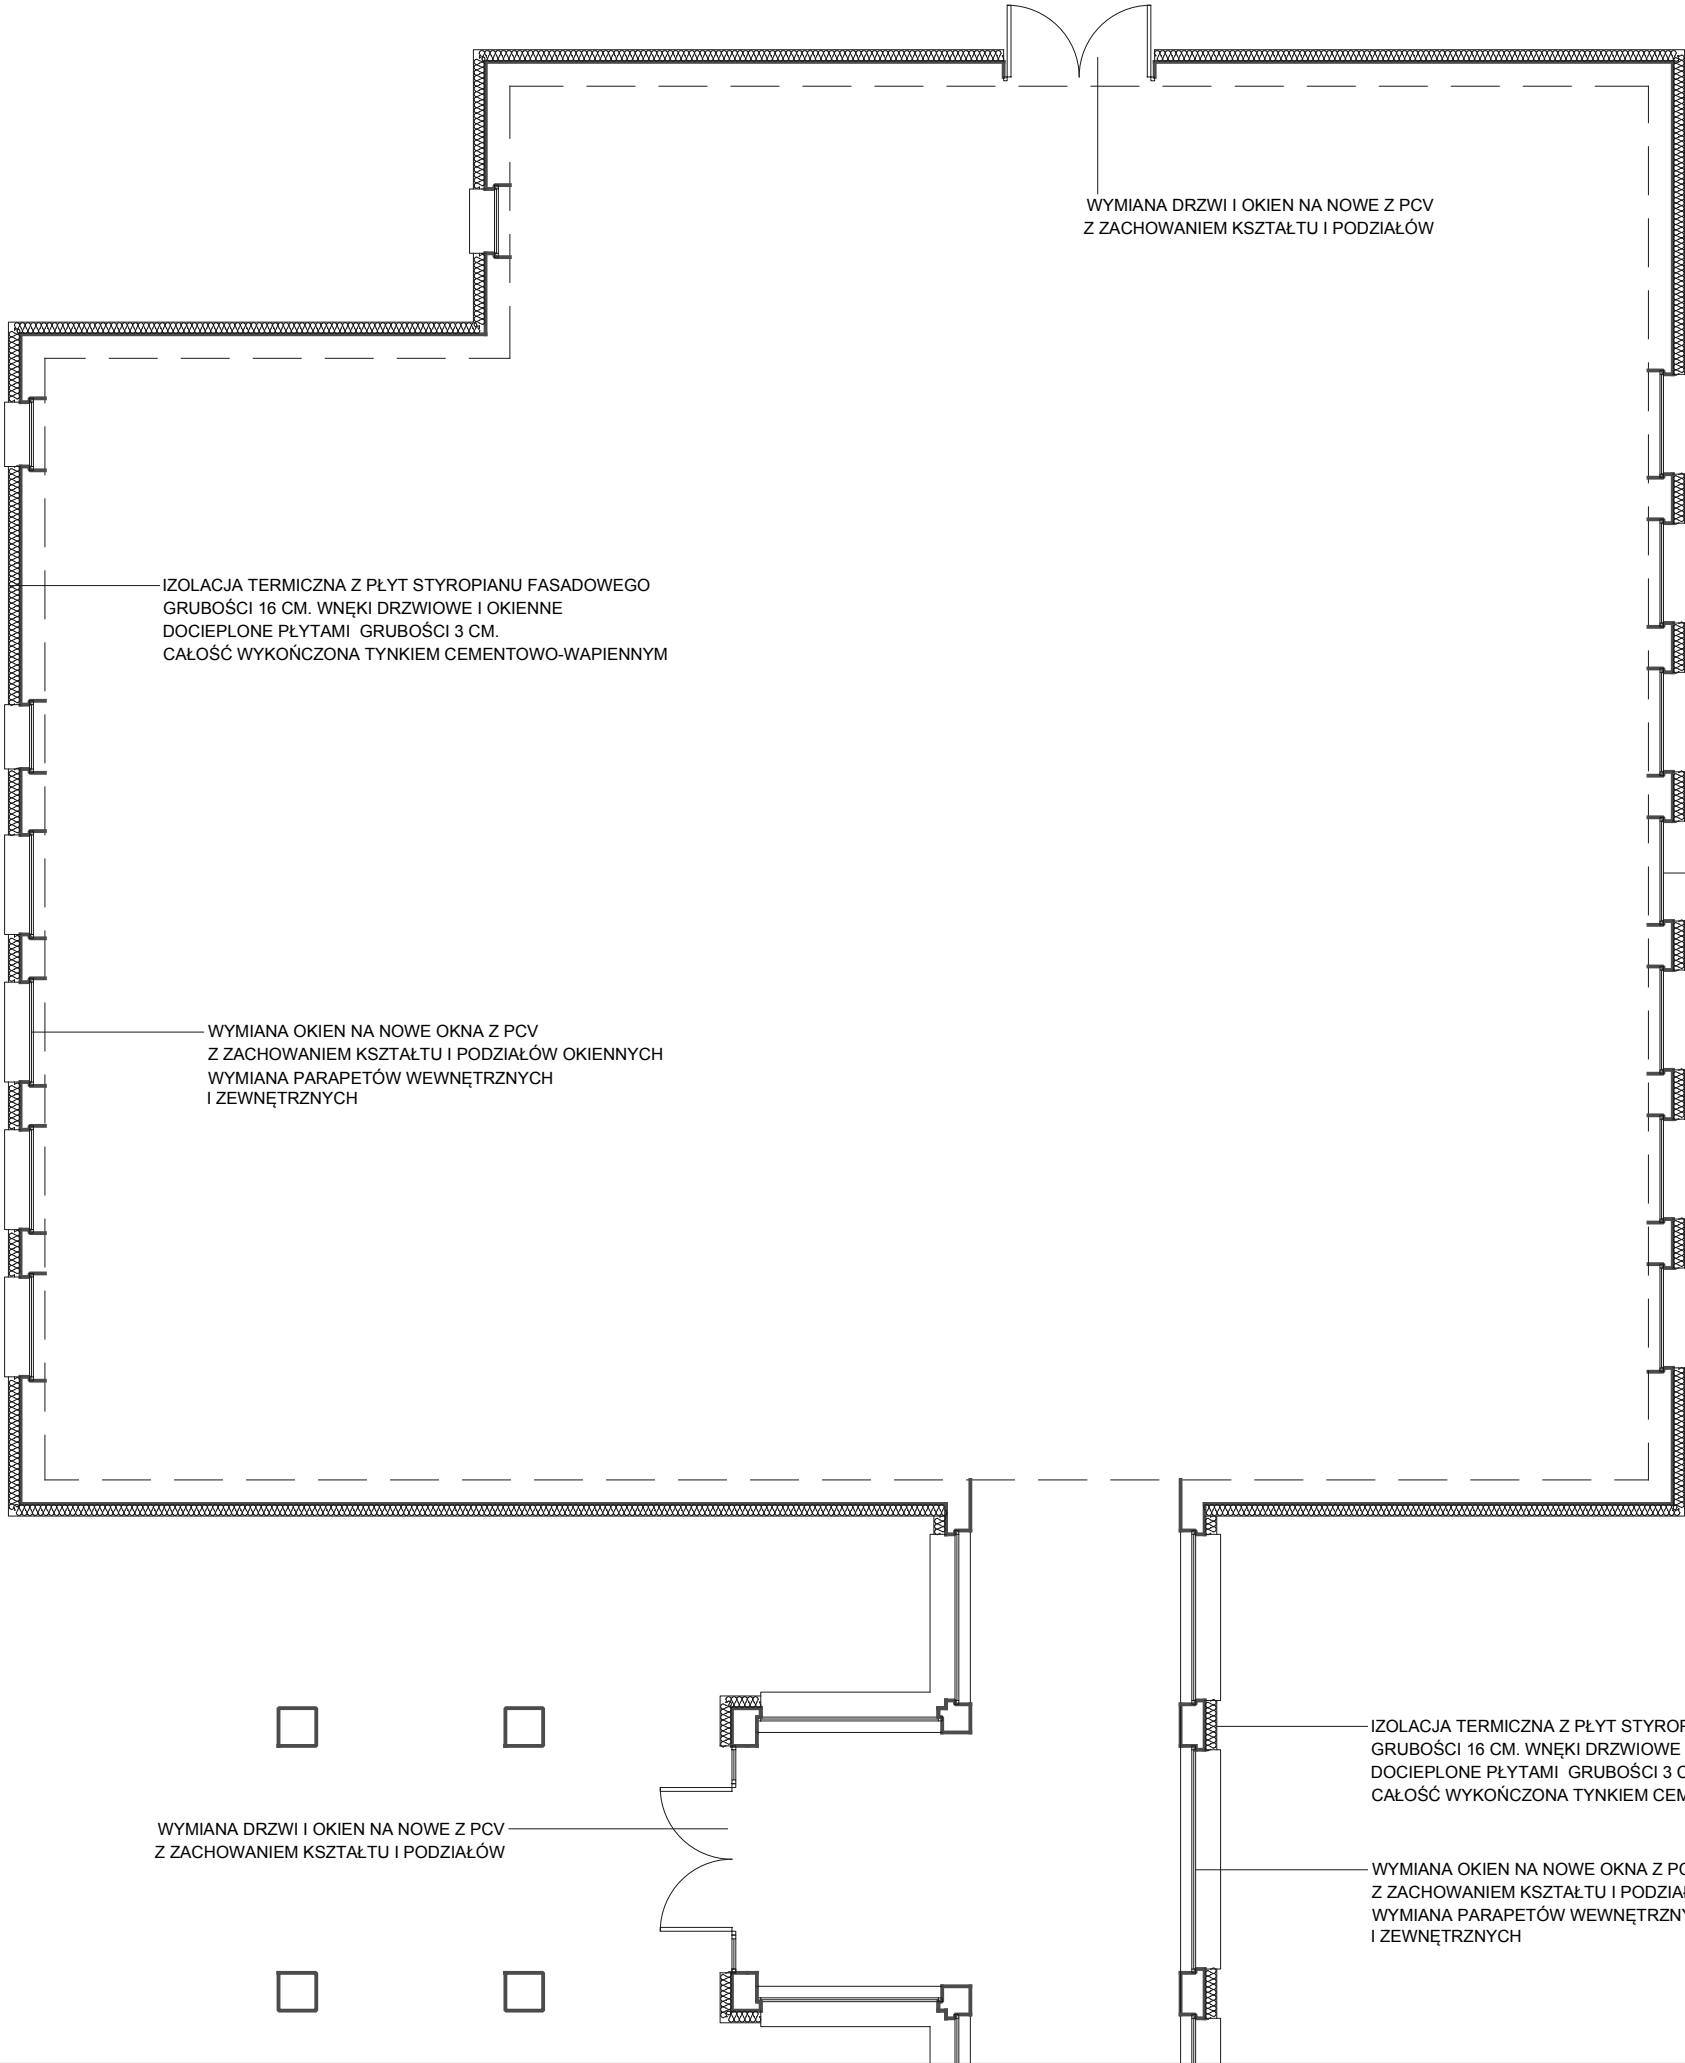 WYMIANA DRZWI I OKIEN NA NOWE Z PCV
Z ZACHOWANIEM KSZTAŁTU I PODZIAŁÓW
IZOLACJA TERMICZNA Z PŁYT STYROPIANU FASADOWEGO
GRUBOŚCI 16 CM. WNĘKI DRZWIOWE I OKIENNE
DOCIEPLONE PŁYTAMI GRUBOŚCI 3 CM.
CAŁOŚĆ WYKOŃCZONA TYNKIEM CEMENTOWO-WAPIENNYM
WYMIANA OKIEN NA NOWE OKNA Z PCV
Z ZACHOWANIEM KSZTAŁTU I PODZIAŁÓW OKIENNYCH
WYMIANA PARAPETÓW WEWNĘTRZNYCH
I ZEWNĘTRZNYCH
WYMIANA DRZWI I OKIEN NA NOWE Z PCV
Z ZACHOWANIEM KSZTAŁTU I PODZIAŁÓW
IZOLACJA TERMICZNA Z PŁYT
GRUBOŚCI 16 CM. WNĘKI DRZWIOWE
DOCIEPLONE PŁYTAMI GRUBOŚCI 3
CAŁOŚĆ WYKOŃCZONA TYNKIEM
WYMIANA OKIEN NA NOWE OKNA Z
Z ZACHOWANIEM KSZTAŁTU I
WYMIANA PARAPETÓW
I ZEWNĘTRZNYCH